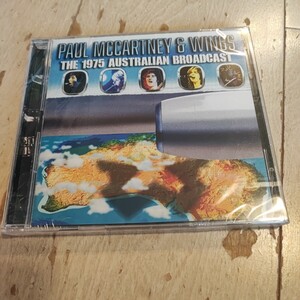 PAUL MCCARTNEY & WINGS
THE 1975 AUSTRALIAN BROADCAST